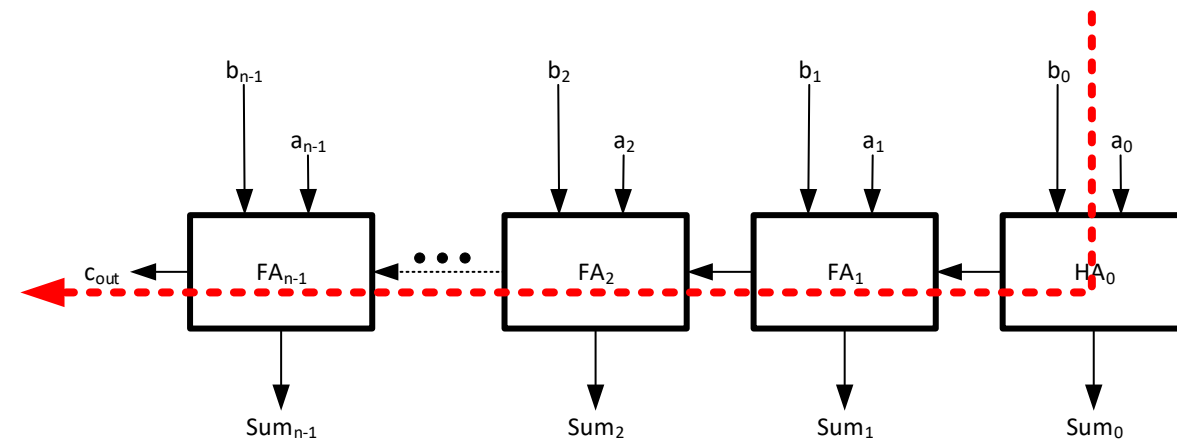 bₙ₋₁ b₂ b₁ b₀
aₙ₋₁ a₂ a₁ a₀
cₒᵤₜ FAₙ₋₁ FA₂ FA₁ HA₀
Sumₙ₋₁ Sum₂ Sum₁ Sum₀